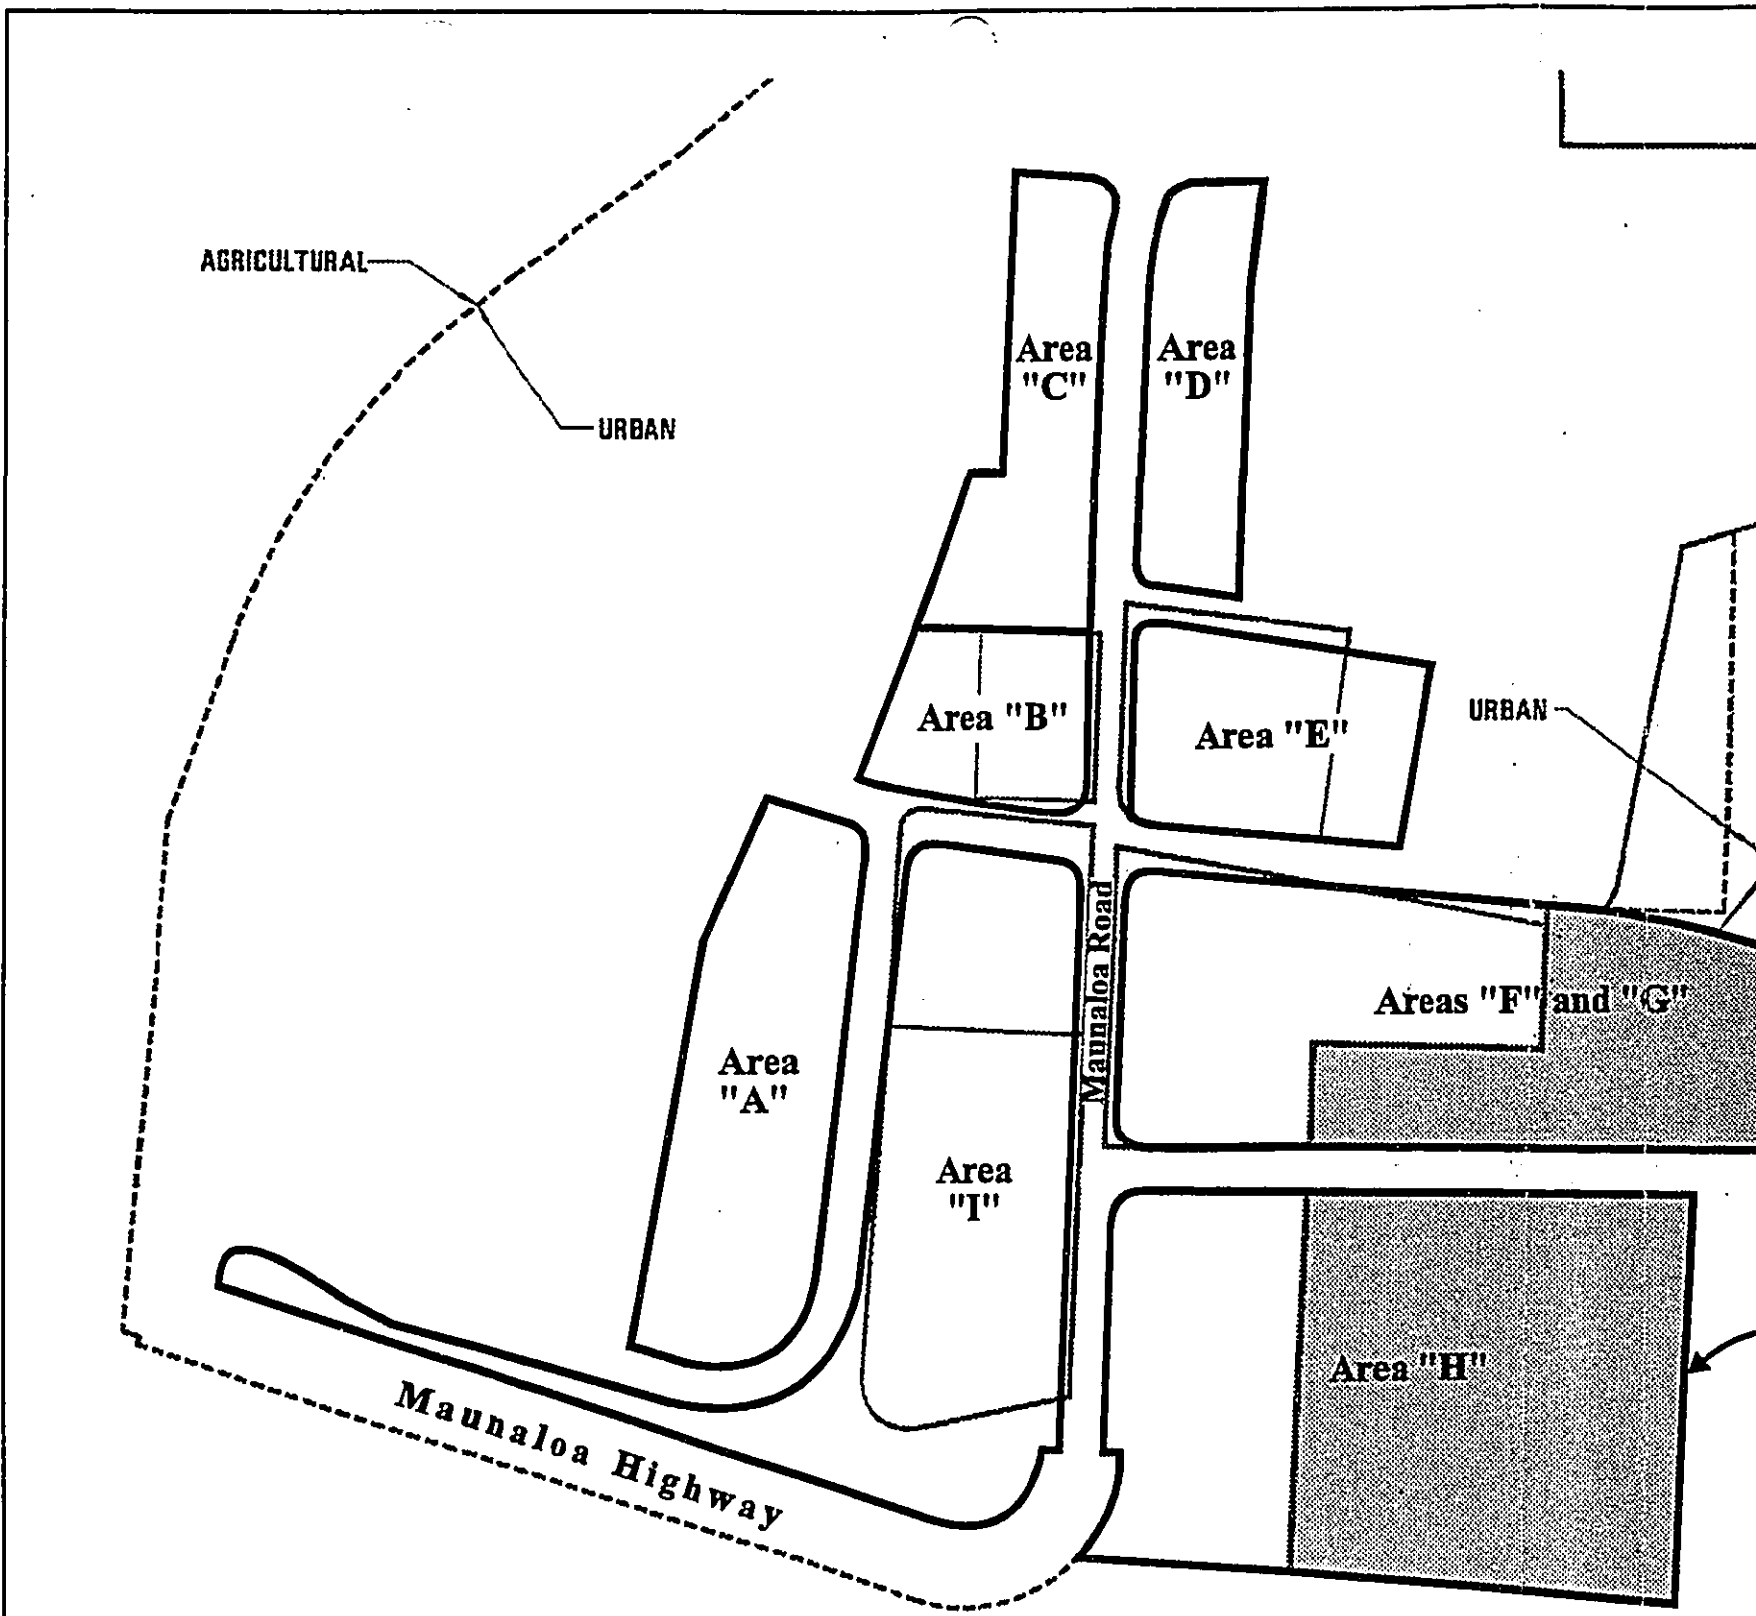 AGRICULTURAL
URBAN
Area
"C"
Area
"D"
Area "B"
Area "E"
URBAN
Maunaloa Road
Areas "F" and "G"
Area
"A"
Area
"I"
Area "H"
Maunaloa Highway